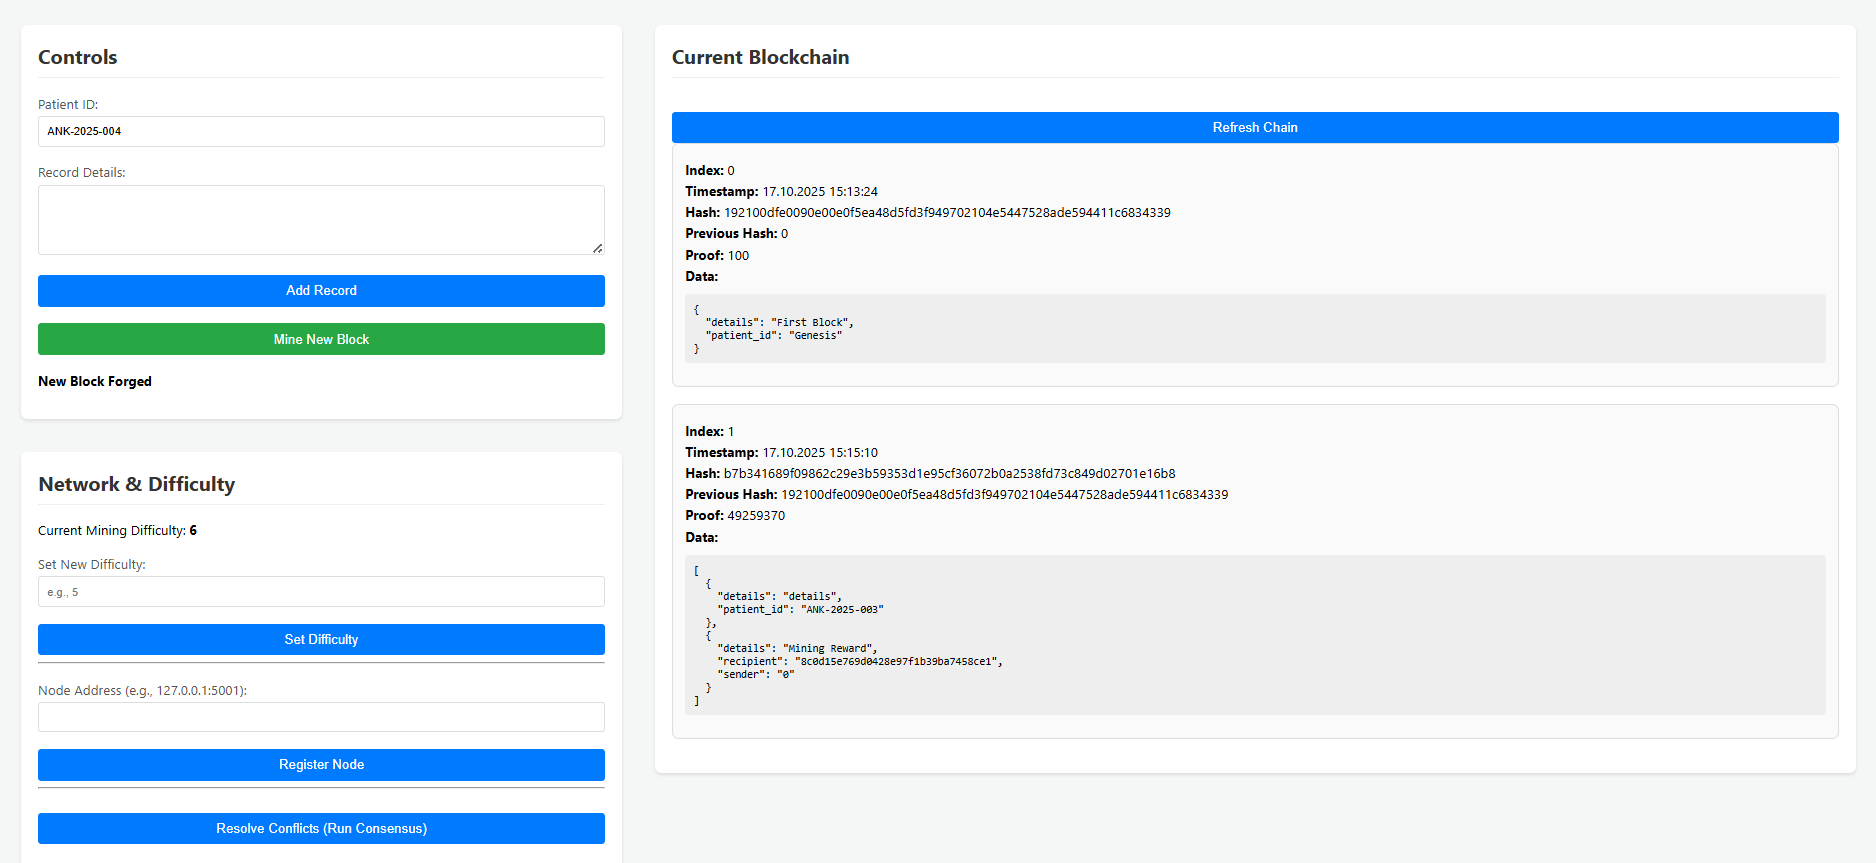 Controls
Patient ID:
ANK-2025-004
Record Details:
Add Record
Mine New Block
New Block Forged
Network & Difficulty
Current Mining Difficulty: 6
Set New Difficulty:
e.g., 5
Set Difficulty
Node Address (e.g., 127.0.0.1:5001):
Register Node
Resolve Conflicts (Run Consensus)
Current Blockchain
Refresh Chain
Index: 0
Timestamp: 17.10.2025 15:13:24
Hash: 192100dfe0090e00e0f5ea48d5fd3f949702104e5447528ade594411c6834339
Previous Hash: 0
Proof: 100
Data:
{
  "details": "First Block",
  "patient_id": "Genesis"
}
Index: 1
Timestamp: 17.10.2025 15:15:10
Hash: b7b341689f09862c29e3b59353d1e95cf36072b0a2538fd73c849d02701e16b8
Previous Hash: 192100dfe0090e00e0f5ea48d5fd3f949702104e5447528ade594411c6834339
Proof: 49259370
Data:
[
  {
    "details": "details",
    "patient_id": "ANK-2025-003"
  },
  {
    "details": "Mining Reward",
    "recipient": "8c0d15e769d0428e97f1b39ba7458ce1",
    "sender": "0"
  }
]